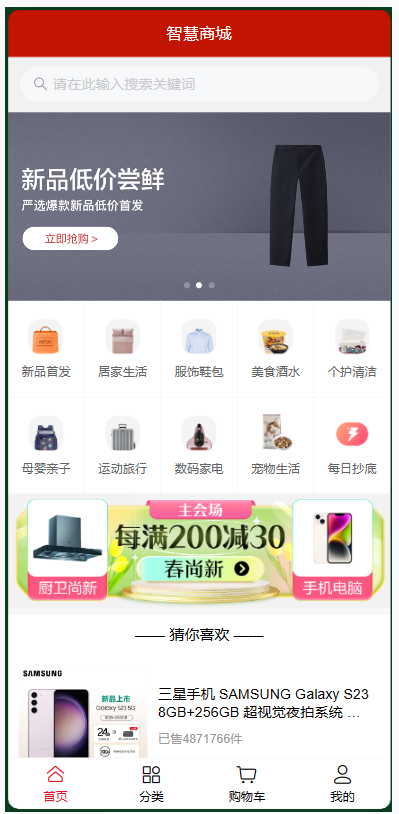 智慧商城
请在此输入搜索关键词
新品低价尝鲜
严选爆款新品低价首发
立即抢购 >
NEW
新品首发
居家生活
服饰鞋包
美食酒水
个护清洁
母婴亲子
运动旅行
数码家电
宠物生活
每日抄底
主会场
每满200减30
春尚新
厨卫尚新
手机电脑
—— 猜你喜欢 ——
SAMSUNG
新品上市
Galaxy S23 5G
三星手机 SAMSUNG Galaxy S23
8GB+256GB 超视觉夜拍系统 ...
已售4871766件
首页
分类
购物车
我的